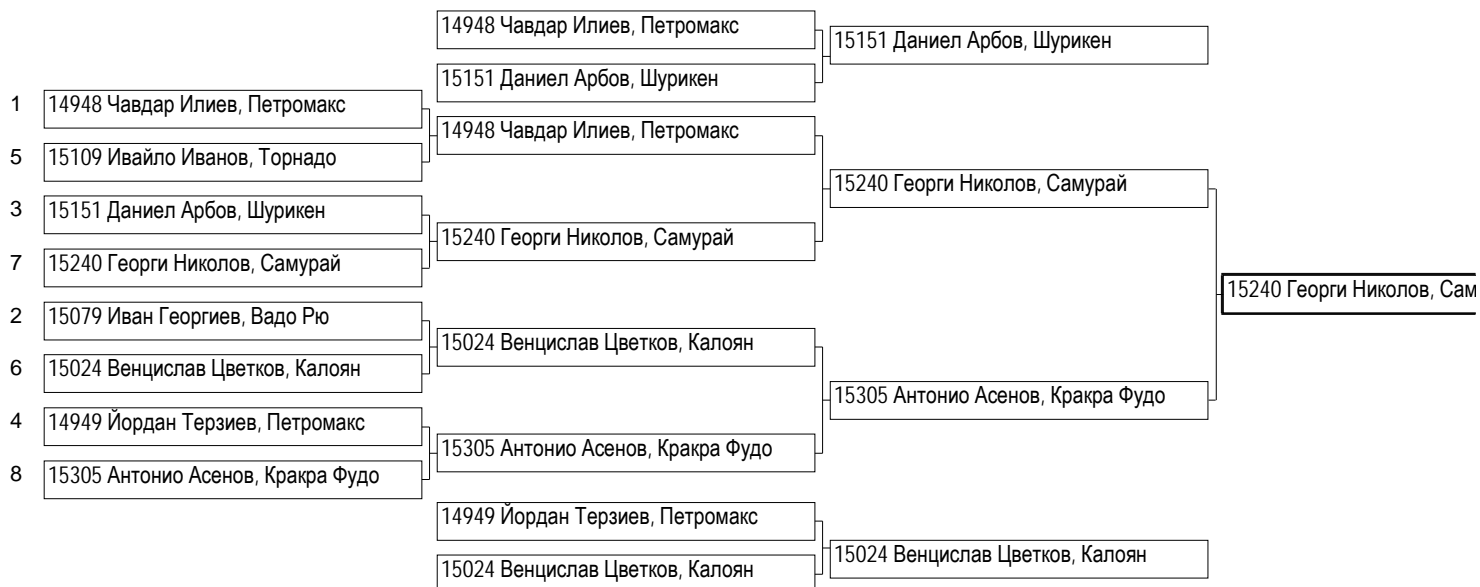 14948 Чавдар Илиев, Петромакс
15151 Даниел Арбов, Шурикен
15151 Даниел Арбов, Шурикен
1 14948 Чавдар Илиев, Петромакс
5 15109 Ивайло Иванов, Торнадо
3 15151 Даниел Арбов, Шурикен
7 15240 Георги Николов, Самурай
2 15079 Иван Георгиев, Вадо Рю
6 15024 Венцислав Цветков, Калоян
4 14949 Йордан Терзиев, Петромакс
8 15305 Антонио Асенов, Кракра Фудо
14948 Чавдар Илиев, Петромакс
15240 Георги Николов, Самурай
15024 Венцислав Цветков, Калоян
15305 Антонио Асенов, Кракра Фудо
15240 Георги Николов, Самурай
15305 Антонио Асенов, Кракра Фудо
15240 Георги Николов, Сам
14949 Йордан Терзиев, Петромакс
15024 Венцислав Цветков, Калоян
15024 Венцислав Цветков, Калоян